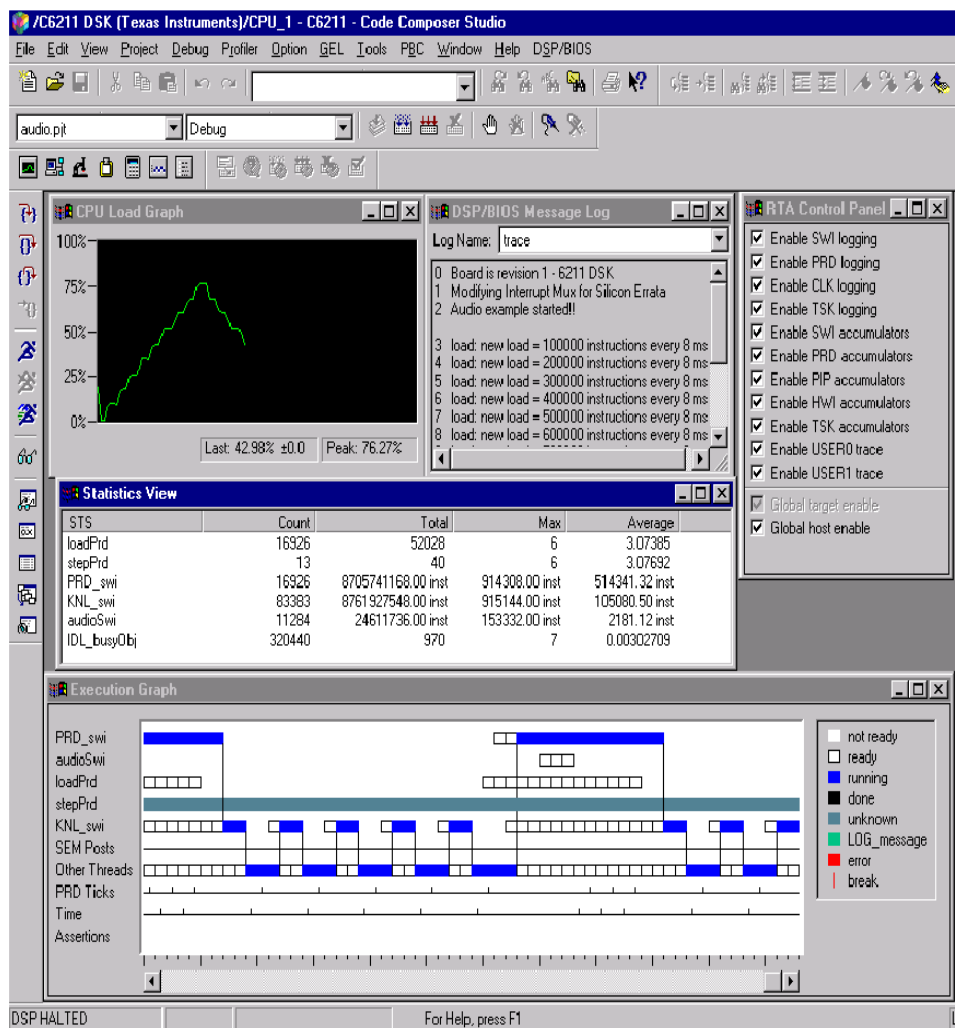 /C6211 DSK (Texas Instruments)/CPU_1 - C6211 - Code Composer Studio
File Edit View Project Debug Profiler Option GEL Tools PBC Window Help DSP/BIOS
audio.pjt Debug
CPU Load Graph
100%
75%
50%
25%
0%
Last: 42.98% ±0.0 Peak: 76.27%
DSP/BIOS Message Log
Log Name: trace
0 Board is revision 1 - 6211 DSK
1 Modifying Interrupt Mux for Silicon Errata
2 Audio example started!!
3 load: new load = 100000 instructions every 8 ms
4 load: new load = 200000 instructions every 8 ms
5 load: new load = 300000 instructions every 8 ms
6 load: new load = 400000 instructions every 8 ms
7 load: new load = 500000 instructions every 8 ms
8 load: new load = 600000 instructions every 8 ms
RTA Control Panel
Enable SWI logging
Enable PRD logging
Enable CLK logging
Enable TSK logging
Enable SWI accumulators
Enable PRD accumulators
Enable PIP accumulators
Enable HWI accumulators
Enable TSK accumulators
Enable USER0 trace
Enable USER1 trace
Global target enable
Global host enable
Statistics View
STS Count Total Max Average
loadPrd 16926 52028 6 3.07385
stepPrd 13 40 6 3.07692
PRD_swi 16926 8705741168.00 inst 914308.00 inst 514341.32 inst
KNL_swi 83383 8761927548.00 inst 915144.00 inst 105080.50 inst
audioSwi 11284 24611736.00 inst 153332.00 inst 2181.12 inst
IDL_busyObj 320440 970 7 0.00302709
Execution Graph
PRD_swi
audioSwi
loadPrd
stepPrd
KNL_swi
SEM Posts
Other Threads
PRD Ticks
Time
Assertions
not ready
ready
running
done
unknown
LOG_message
error
break.
DSP HALTED For Help, press F1